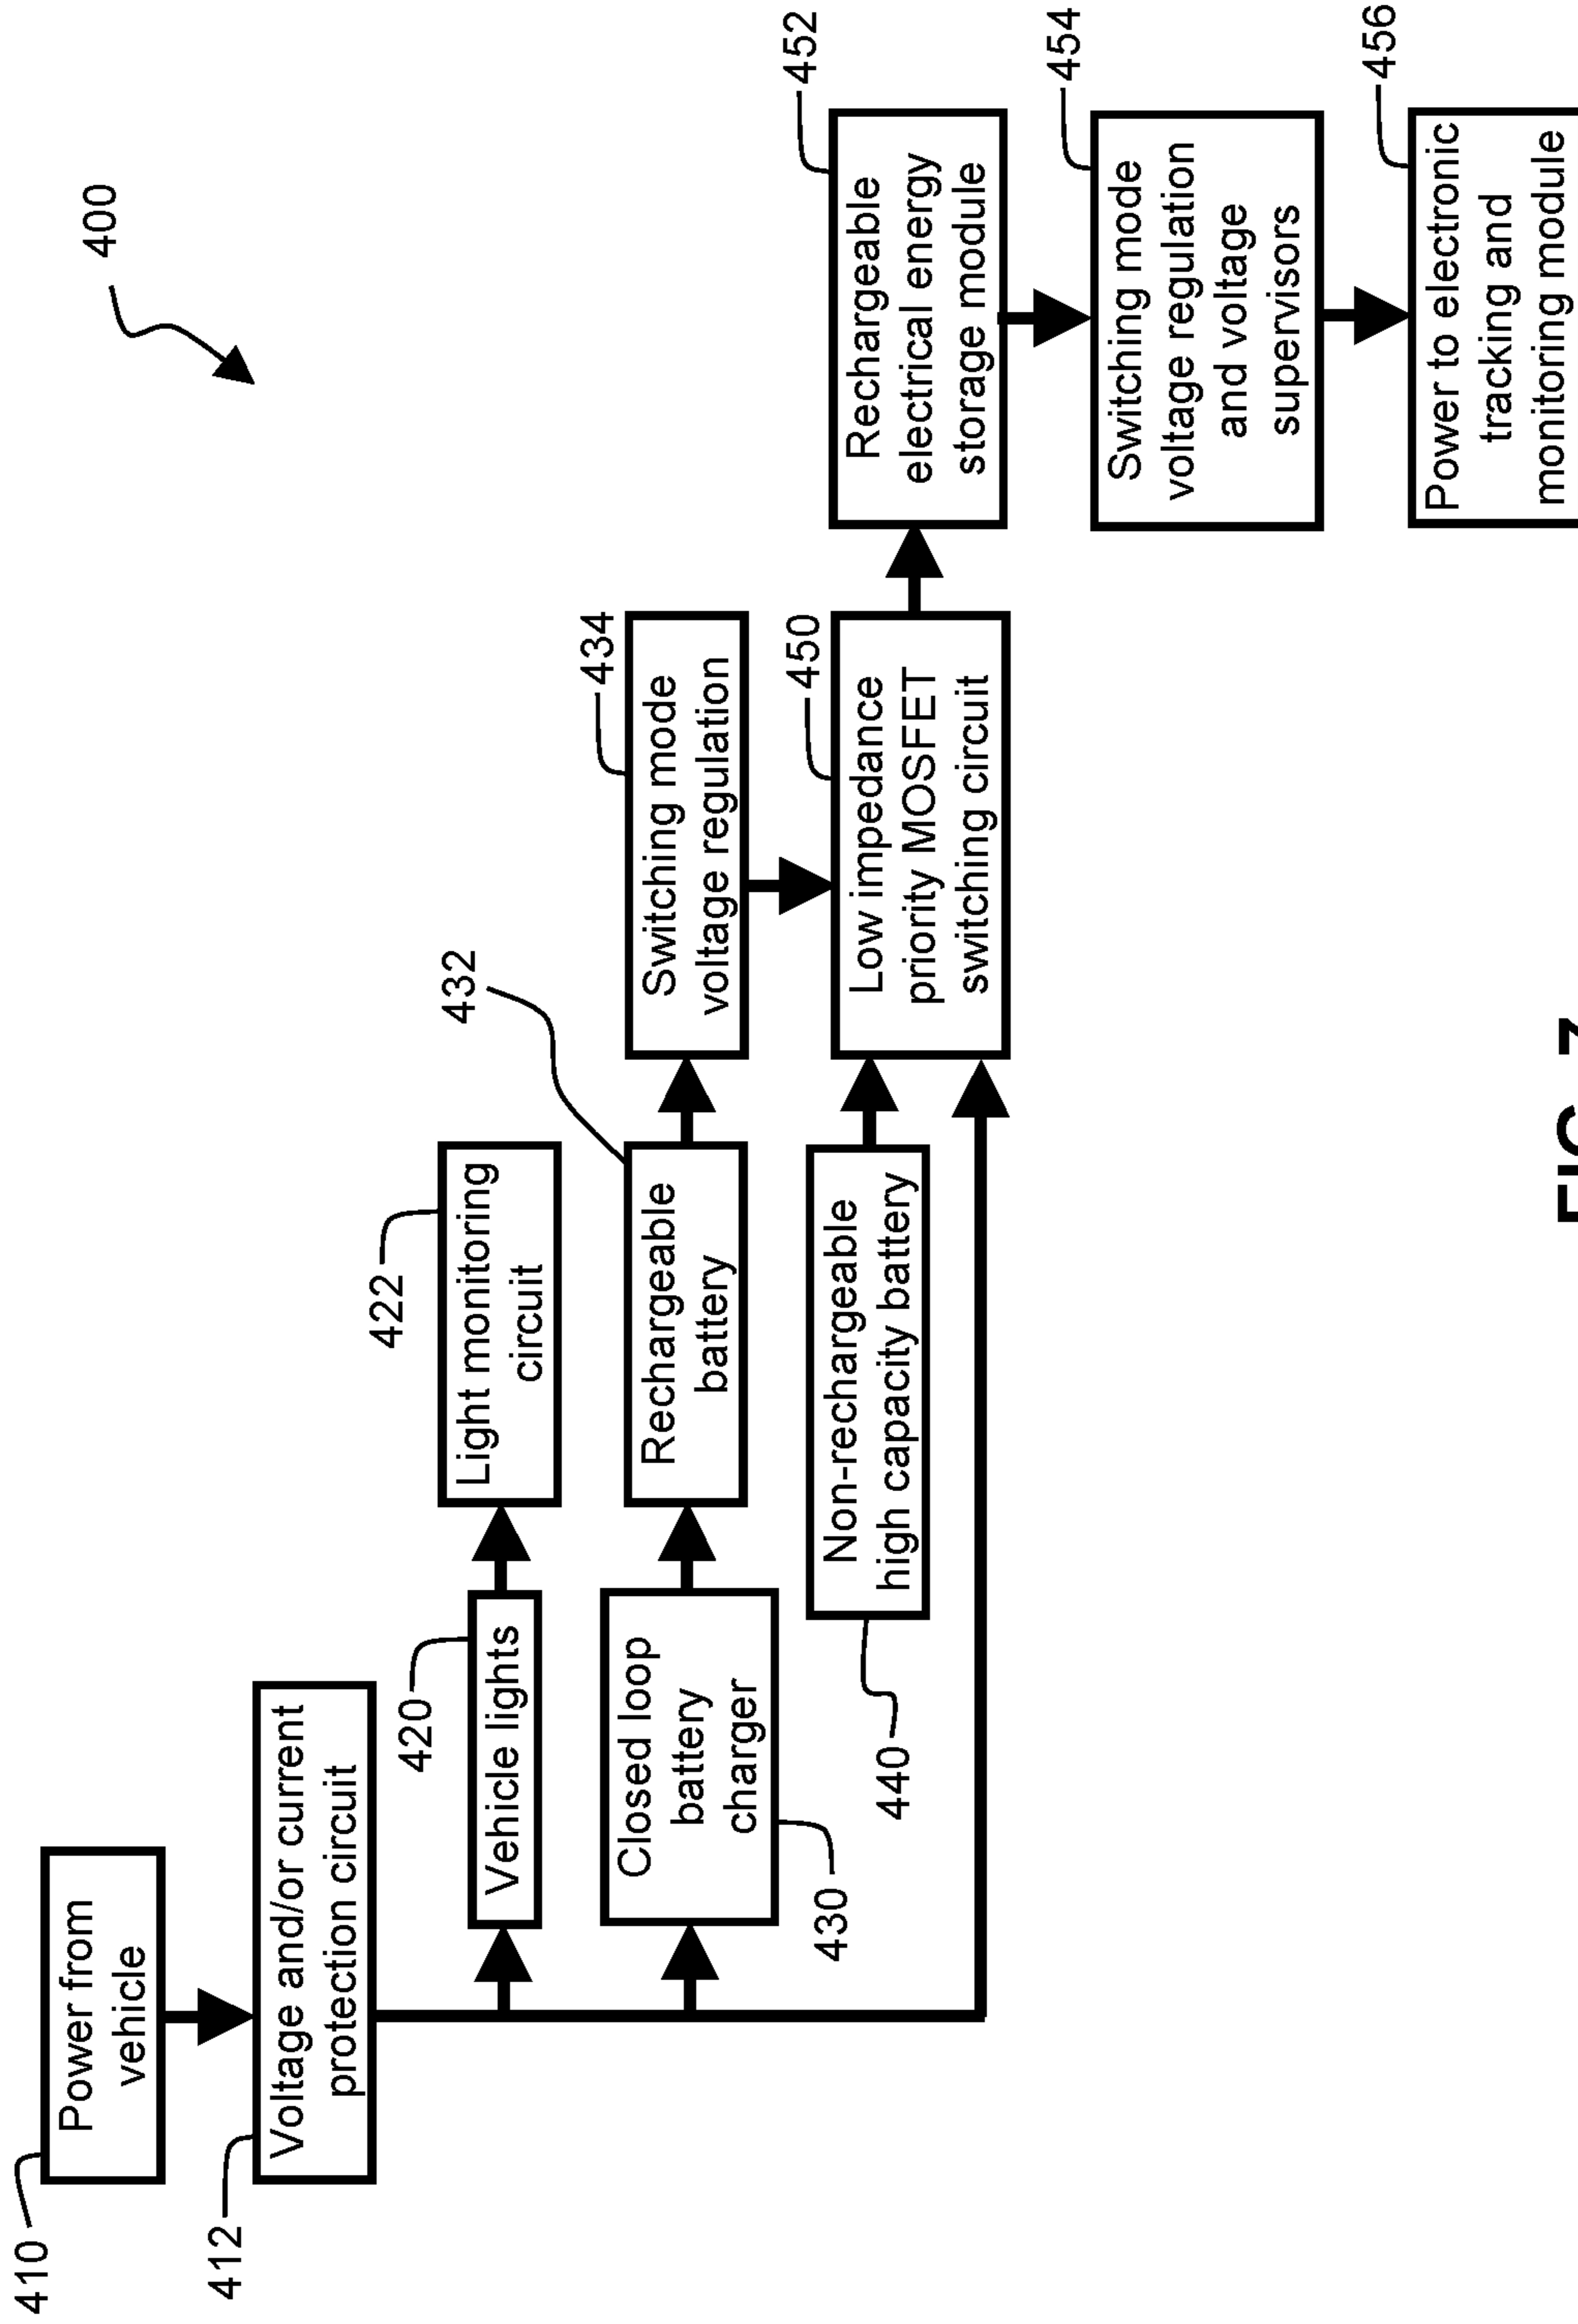 400
410
Power from
vehicle
412
Voltage and/or current
protection circuit
420
Vehicle lights
422
Light monitoring
circuit
430
Closed loop
battery
charger
432
Rechargeable
battery
434
Switching mode
voltage regulation
440
Non-rechargeable
high capacity battery
450
Low impedance
priority MOSFET
switching circuit
452
Rechargeable
electrical energy
storage module
454
Switching mode
voltage regulation
and voltage
supervisors
456
Power to electronic
tracking and
monitoring module
FIG. 7